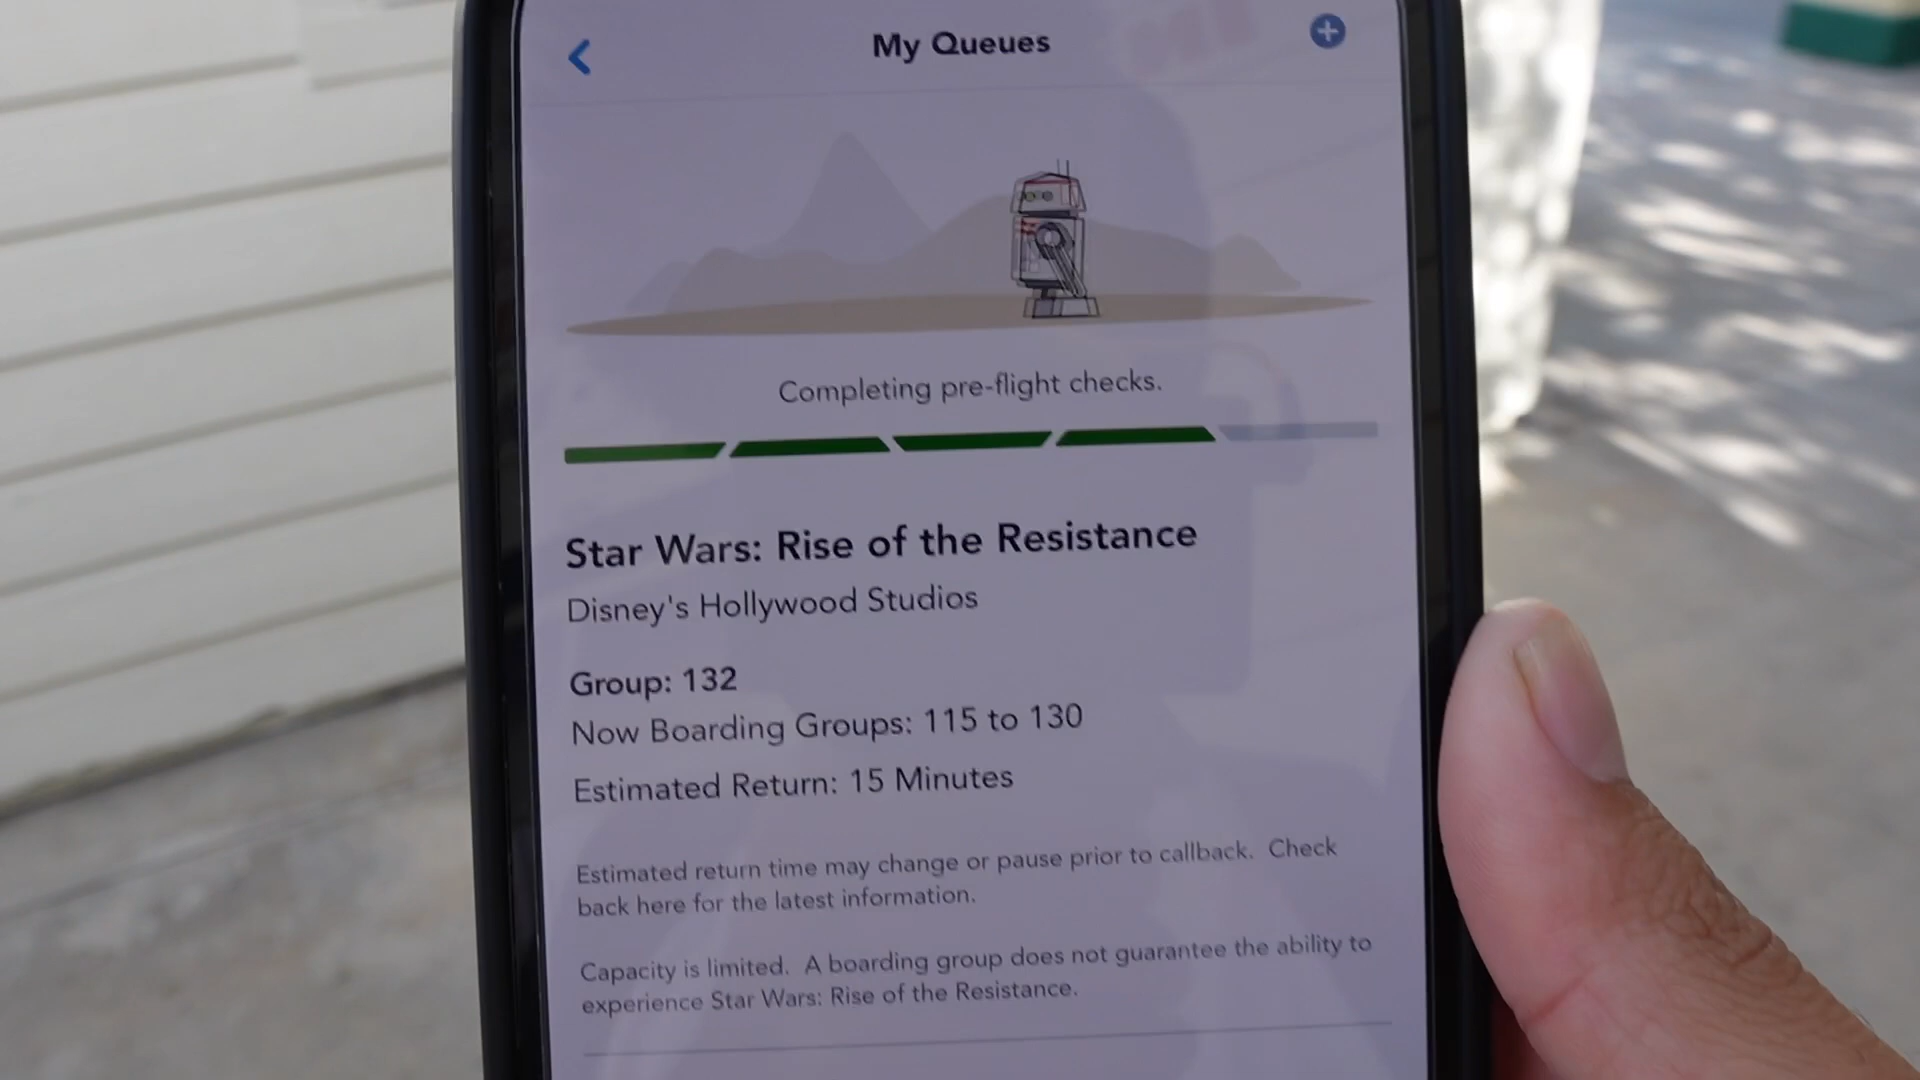 My Queues
Completing pre-flight checks.
Star Wars: Rise of the Resistance
Disney's Hollywood Studios
Group: 132
Now Boarding Groups: 115 to 130
Estimated Return: 15 Minutes
Estimated return time may change or pause prior to callback. Check
back here for the latest information.
Capacity is limited. A boarding group does not guarantee the ability to
experience Star Wars: Rise of the Resistance.